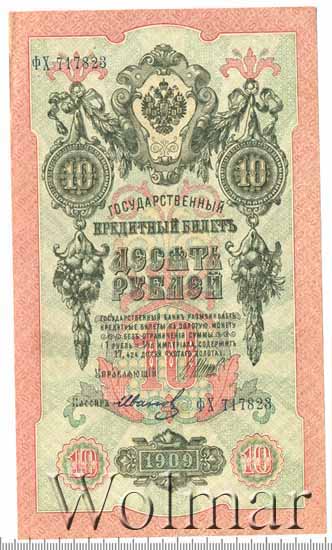 ФХ 717823
10
10
ГОСУДАРСТВЕННЫЙ
КРЕДИТНЫЙ БИЛЕТЪ
ДЕСЯТЬ
РУБЛЕЙ
ГОСУДАРСТВЕННЫЙ БАНКЪ РАЗМѢНИВАЕТЪ
КРЕДИТНЫЕ БИЛЕТЫ НА ЗОЛОТУЮ МОНЕТУ
БЕЗЪ ОГРАНИЧЕНІЯ СУММЫ
1 РУБЛЬ = 1/15 ИМПЕРІАЛА, СОДЕРЖИТЪ
17,424 ДОЛЕЙ ЧИСТАГО ЗОЛОТА
Управляющій
10
Кассиръ
ФХ 717823
10
1909
10
Wolmar